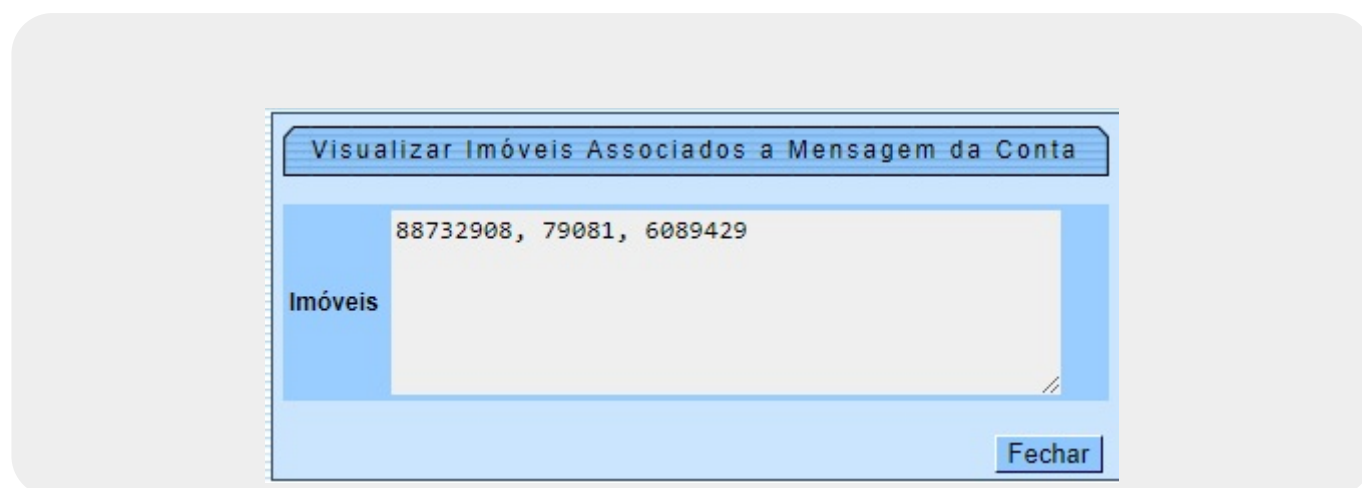 Visualizar Imóveis Associados a Mensagem da Conta
88732908, 79081, 6089429
Imóveis
Fechar